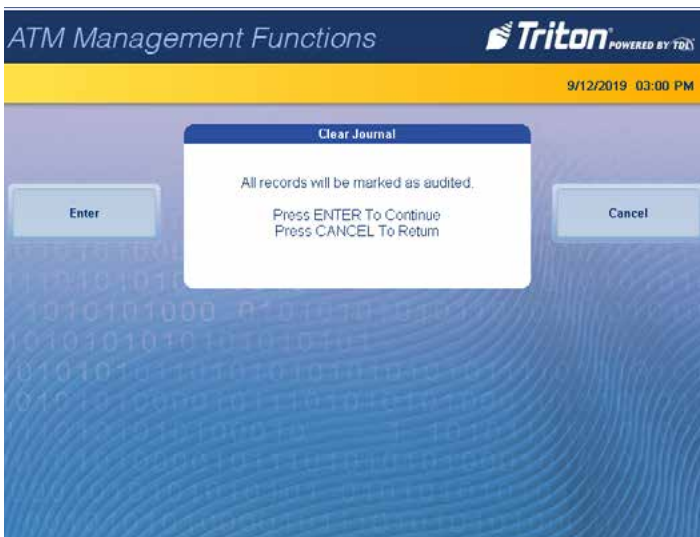 ATM Management Functions
Triton POWERED BY TDL
9/12/2019 03:00 PM
Clear Journal
All records will be marked as audited.
Enter
Press ENTER To Continue
Cancel
Press CANCEL To Return